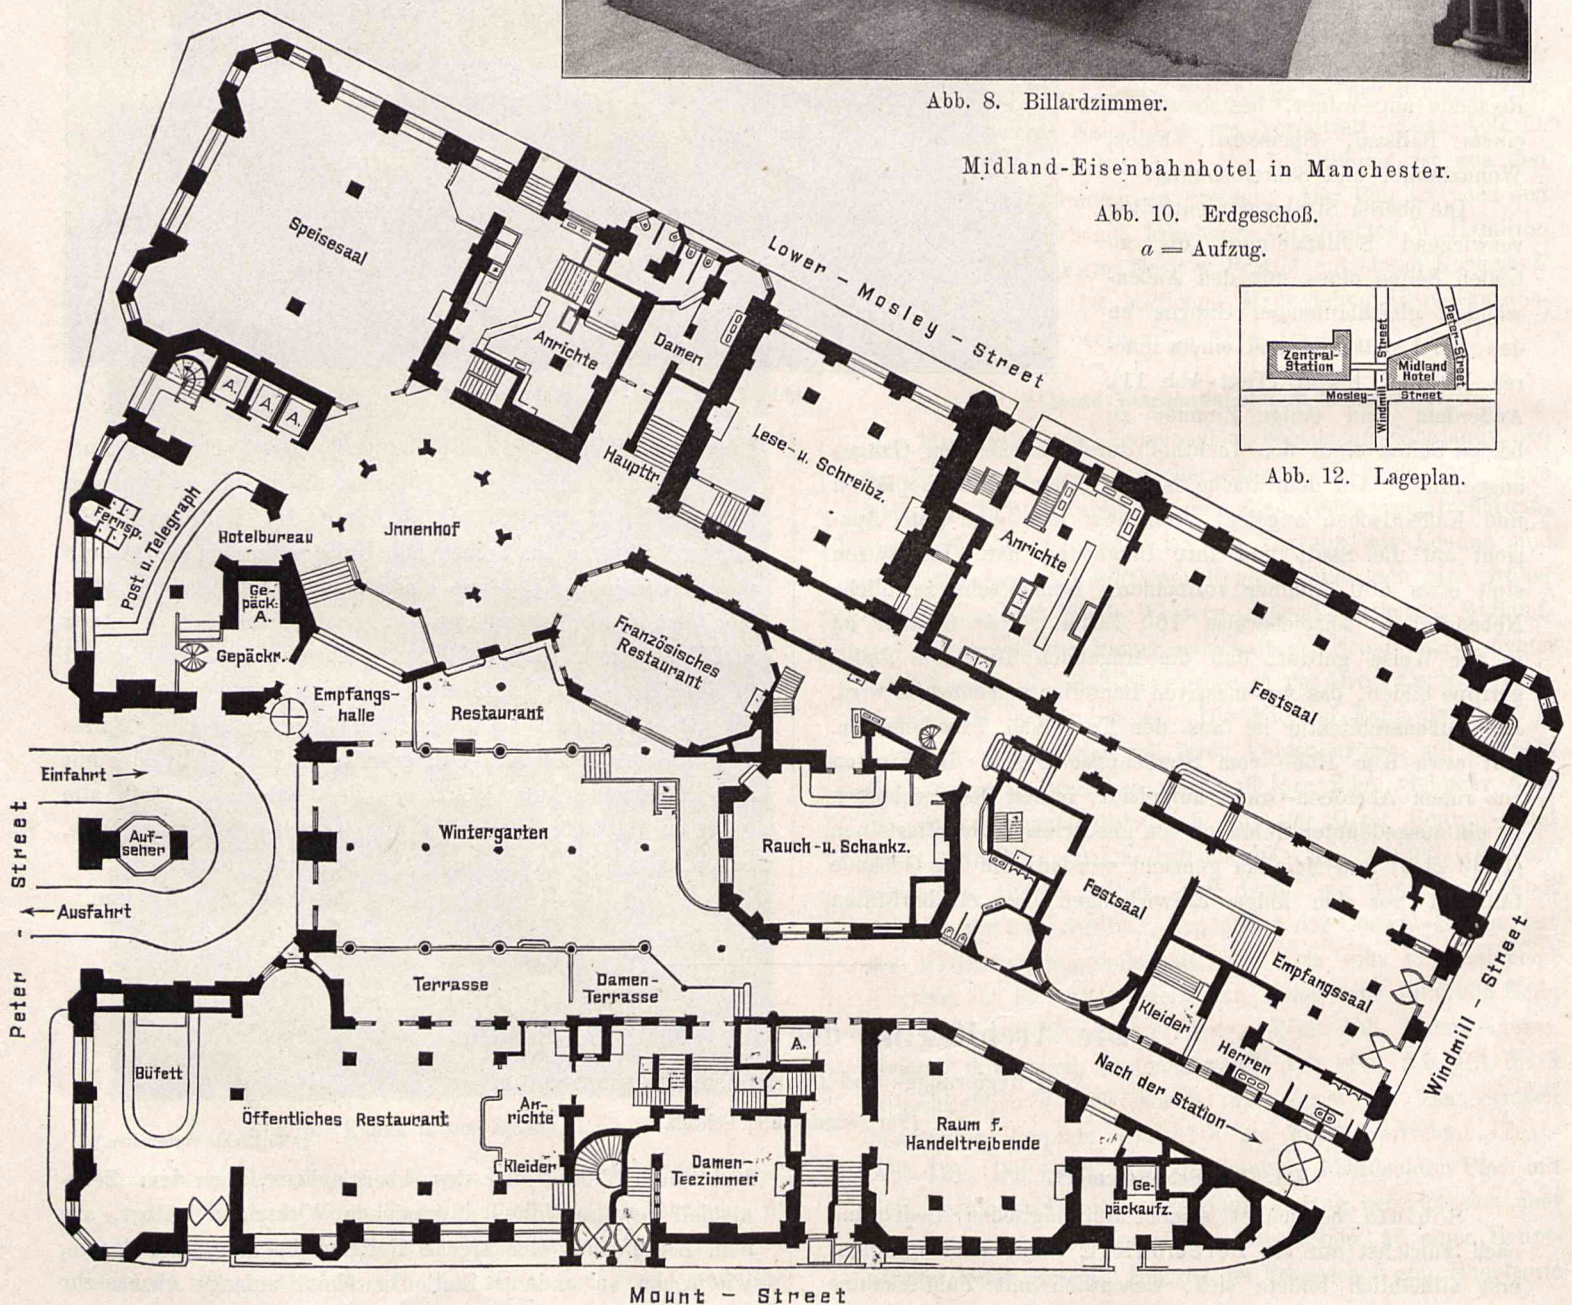 Abb. 8. Billardzimmer.
Midland-Eisenbahnhotel in Manchester.
Abb. 10. Erdgeschoß.
a = Aufzug.
Zentral-
Station
Midland
Hotel
Street
Peter-Street
Mosley-
Street
Windmill-
Abb. 12. Lageplan.
Lower-Mosley-Street
Speisesaal
Anrichte
Damen
Haupttr.
Lese- u. Schreibz.
Anrichte
A.
A.
A.
Fernsp.
Post u. Telegraph
Hotelbureau
Jnnenhof
Ge-
päck-
A.
Gepäckr.
Empfangs-
halle
Restaurant
Französisches
Restaurant
Festsaal
Einfahrt
Auf-
seher
Ausfahrt
Peter - Street
Wintergarten
Rauch- u. Schankz.
Festsaal
Empfangssaal
Kleider
Herren
Nach der Station
Windmill-Street
Terrasse
Damen-
Terrasse
Büfett
Öffentliches Restaurant
An-
richte
Kleider
A.
Damen-
Teezimmer
Raum f.
Handeltreibende
Ge-
päckaufz.
Mount - Street